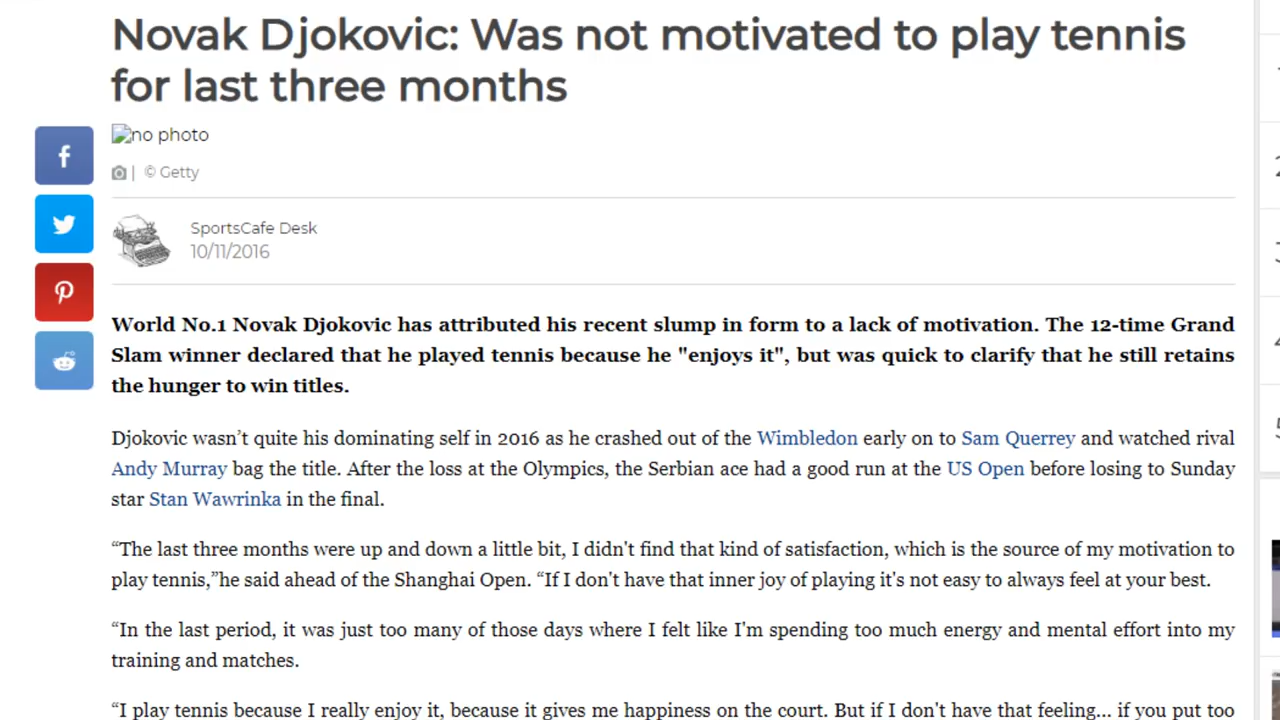 Novak Djokovic: Was not motivated to play tennis
for last three months
no photo
| © Getty
SportsCafe Desk
10/11/2016
World No.1 Novak Djokovic has attributed his recent slump in form to a lack of motivation. The 12-time Grand
Slam winner declared that he played tennis because he "enjoys it", but was quick to clarify that he still retains
the hunger to win titles.
Djokovic wasn’t quite his dominating self in 2016 as he crashed out of the Wimbledon early on to Sam Querrey and watched rival
Andy Murray bag the title. After the loss at the Olympics, the Serbian ace had a good run at the US Open before losing to Sunday
star Stan Wawrinka in the final.
“The last three months were up and down a little bit, I didn't find that kind of satisfaction, which is the source of my motivation to
play tennis,”he said ahead of the Shanghai Open. “If I don't have that inner joy of playing it's not easy to always feel at your best.
“In the last period, it was just too many of those days where I felt like I'm spending too much energy and mental effort into my
training and matches.
“I play tennis because I really enjoy it, because it gives me happiness on the court. But if I don't have that feeling... if you put too